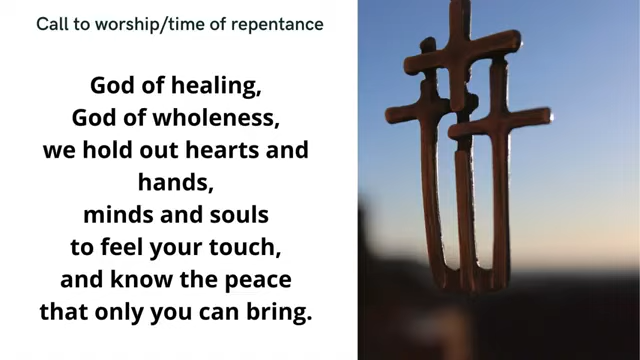 Call to worship/time of repentance
God of healing,
God of wholeness,
we hold out hearts and
hands,
minds and souls
to feel your touch,
and know the peace
that only you can bring.